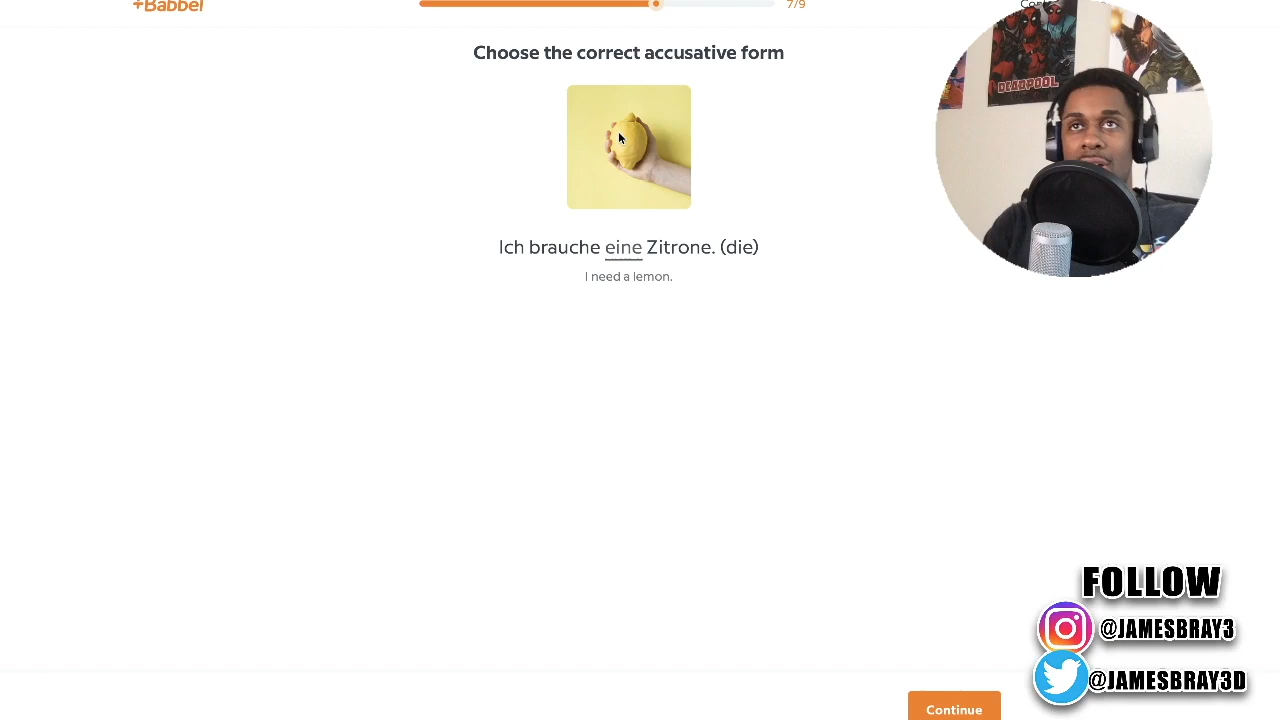 +Babbel
7/9
Choose the correct accusative form
DEADPOOL
Ich brauche eine Zitrone. (die)
I need a lemon.
FOLLOW
@JAMESBRAY3
@JAMESBRAY3D
Continue